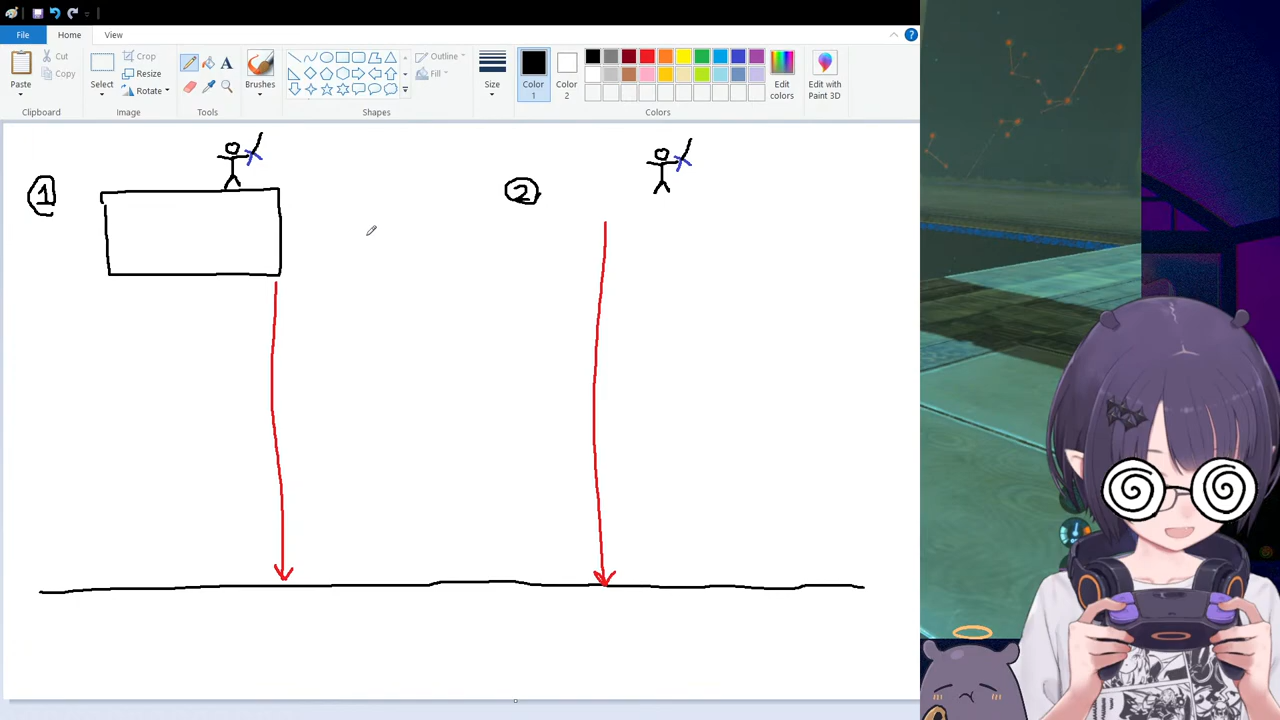 File
Home
View
Paste
Cut
Copy
Clipboard
Select
Crop
Resize
Rotate
Image
Tools
Brushes
Shapes
Outline
Fill
Size
Color
1
Color
2
Edit
colors
Edit with
Paint 3D
Colors
1
2